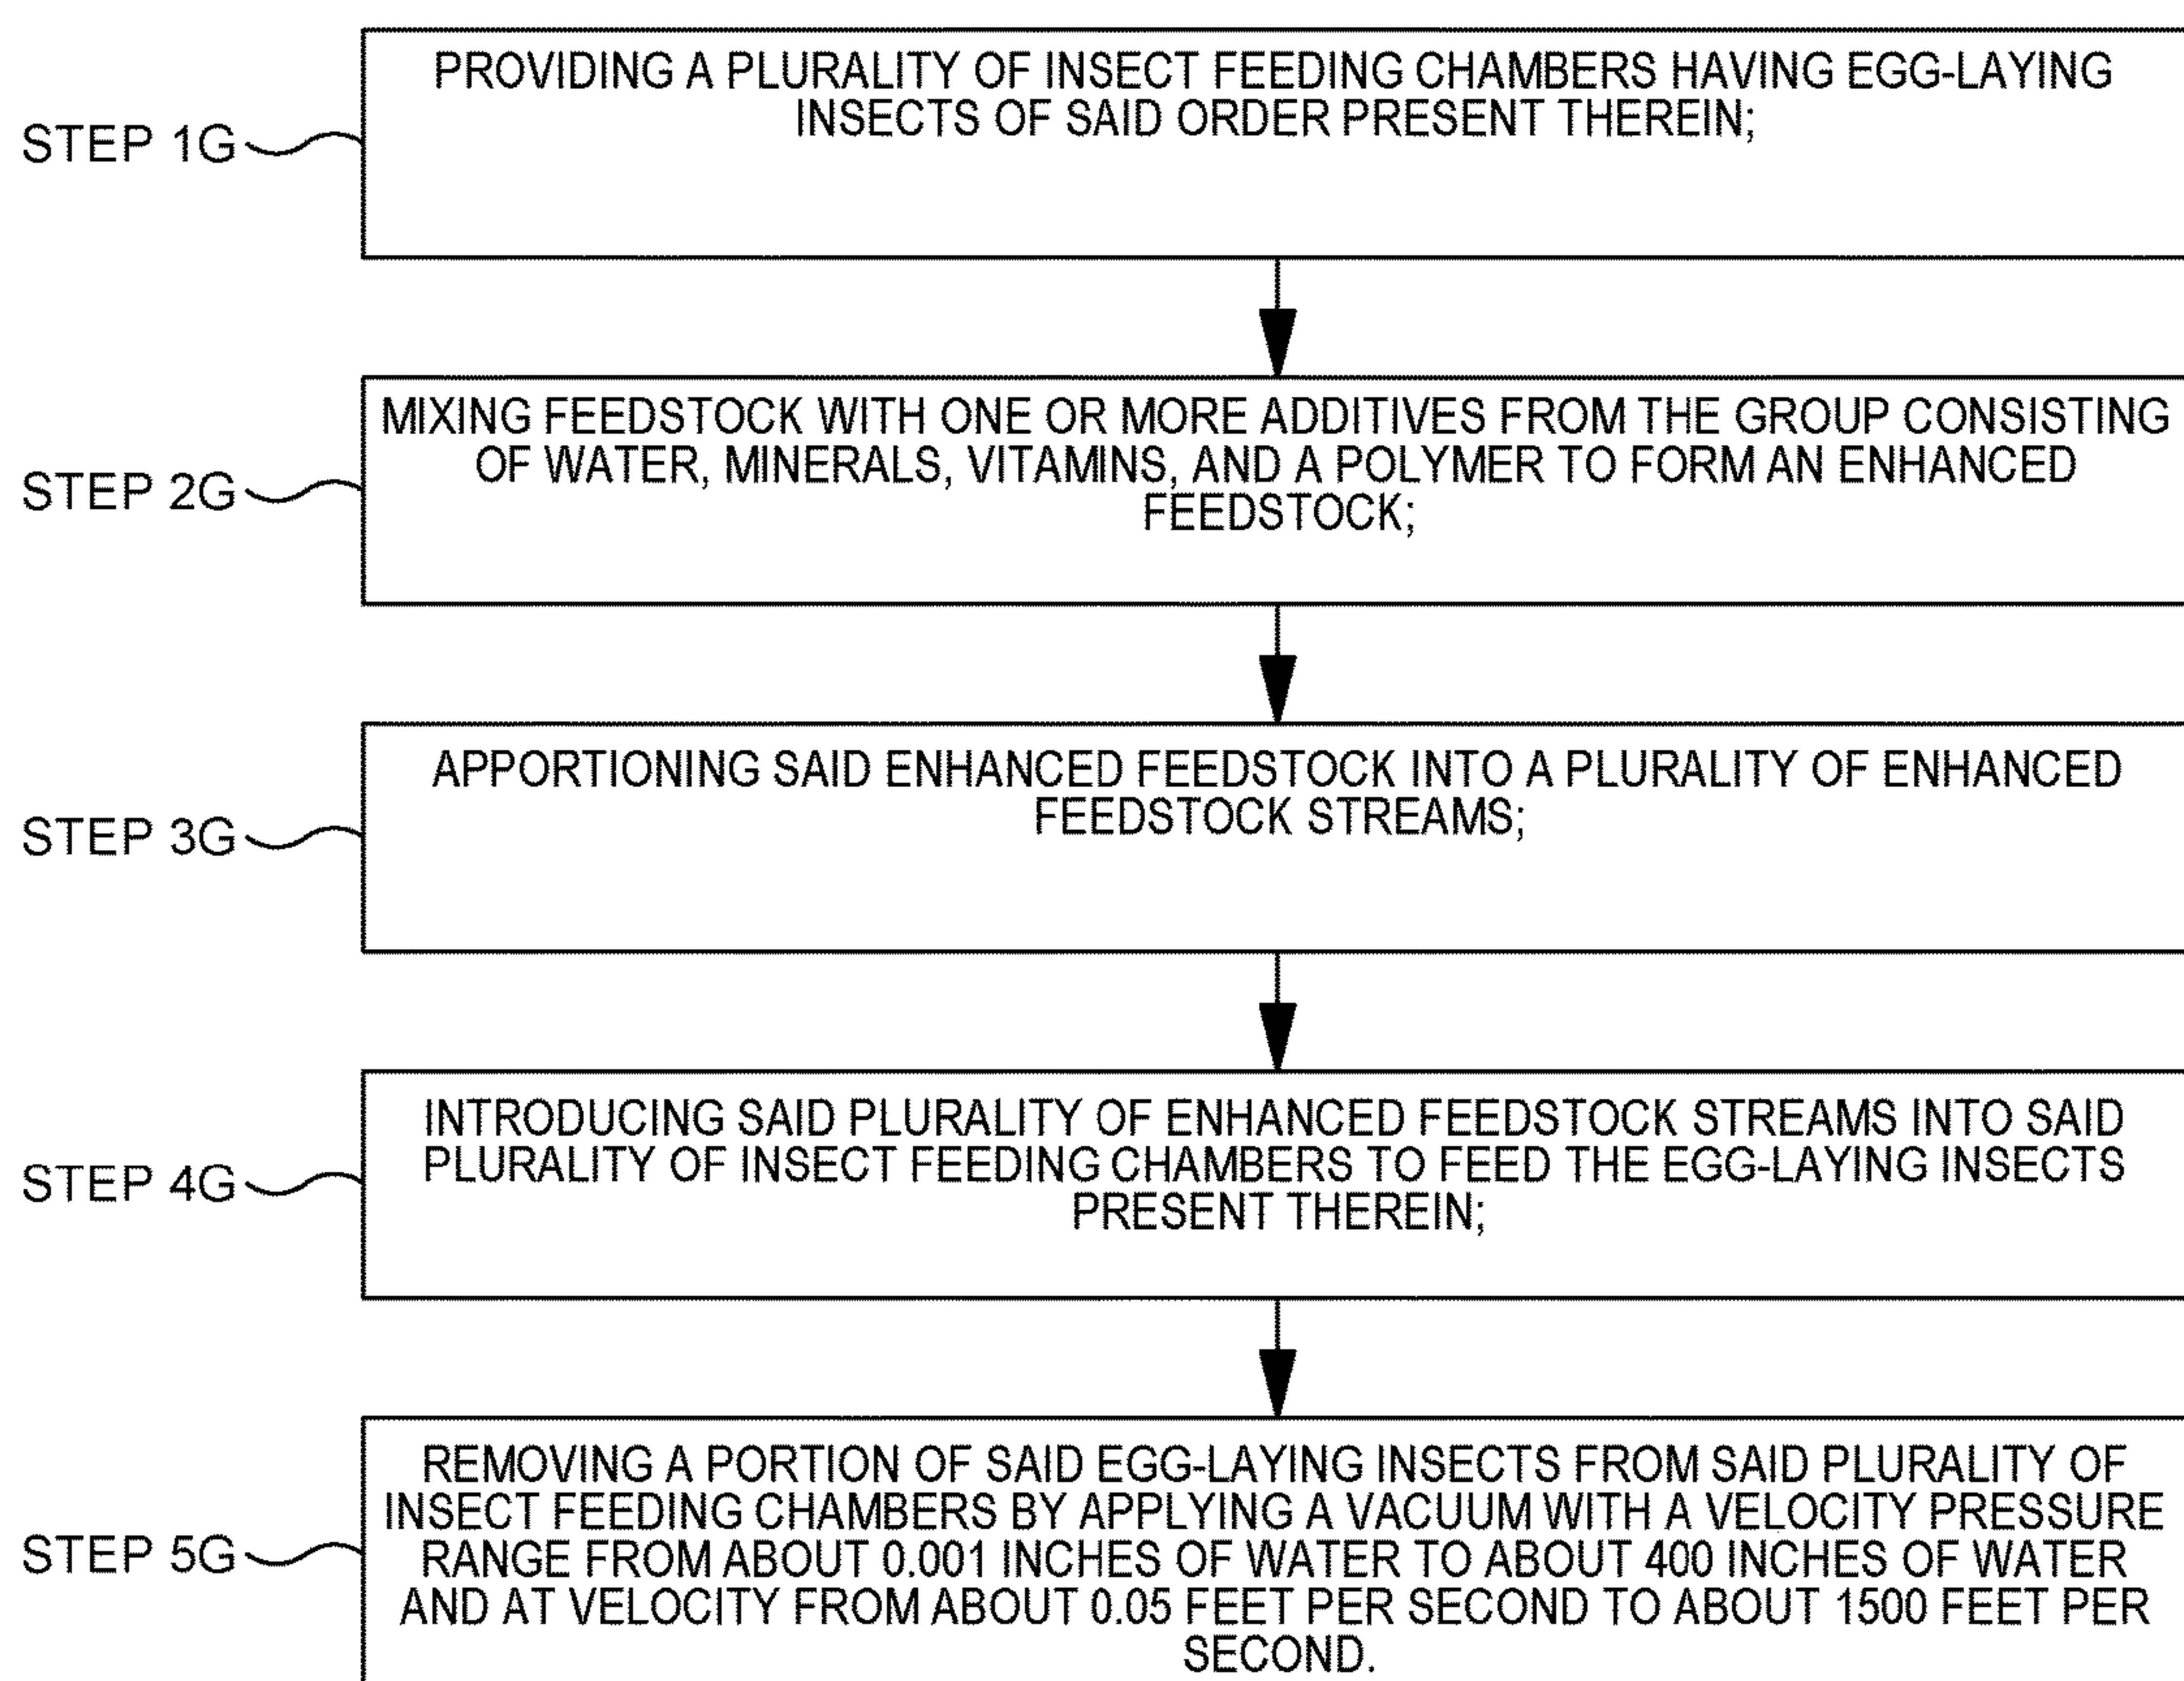 STEP 1G
PROVIDING A PLURALITY OF INSECT FEEDING CHAMBERS HAVING EGG-LAYING
INSECTS OF SAID ORDER PRESENT THEREIN;
STEP 2G
MIXING FEEDSTOCK WITH ONE OR MORE ADDITIVES FROM THE GROUP CONSISTING
OF WATER, MINERALS, VITAMINS, AND A POLYMER TO FORM AN ENHANCED
FEEDSTOCK;
STEP 3G
APPORTIONING SAID ENHANCED FEEDSTOCK INTO A PLURALITY OF ENHANCED
FEEDSTOCK STREAMS;
STEP 4G
INTRODUCING SAID PLURALITY OF ENHANCED FEEDSTOCK STREAMS INTO SAID
PLURALITY OF INSECT FEEDING CHAMBERS TO FEED THE EGG-LAYING INSECTS
PRESENT THEREIN;
STEP 5G
REMOVING A PORTION OF SAID EGG-LAYING INSECTS FROM SAID PLURALITY OF
INSECT FEEDING CHAMBERS BY APPLYING A VACUUM WITH A VELOCITY PRESSURE
RANGE FROM ABOUT 0.001 INCHES OF WATER TO ABOUT 400 INCHES OF WATER
AND AT VELOCITY FROM ABOUT 0.05 FEET PER SECOND TO ABOUT 1500 FEET PER
SECOND.